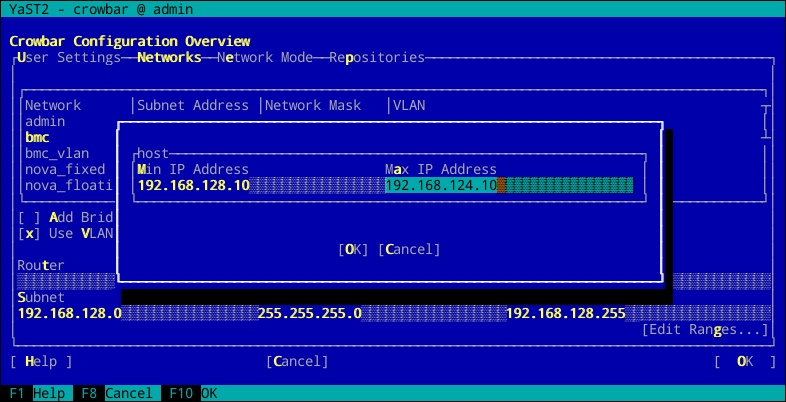 YaST2 - crowbar @ admin
Crowbar Configuration Overview
User Settings Networks Network Mode Repositories
Network Subnet Address Network Mask VLAN
admin
bmc
bmc_vlan host
nova_fixed Min IP Address Max IP Address
nova_floati 192.168.128.10 192.168.124.10
[ ] Add Brid
[x] Use VLAN
[OK] [Cancel]
Router
Subnet
192.168.128.0 255.255.255.0 192.168.128.255
[Edit Ranges...]
[ Help ] [Cancel] [ OK ]
F1 Help F8 Cancel F10 OK